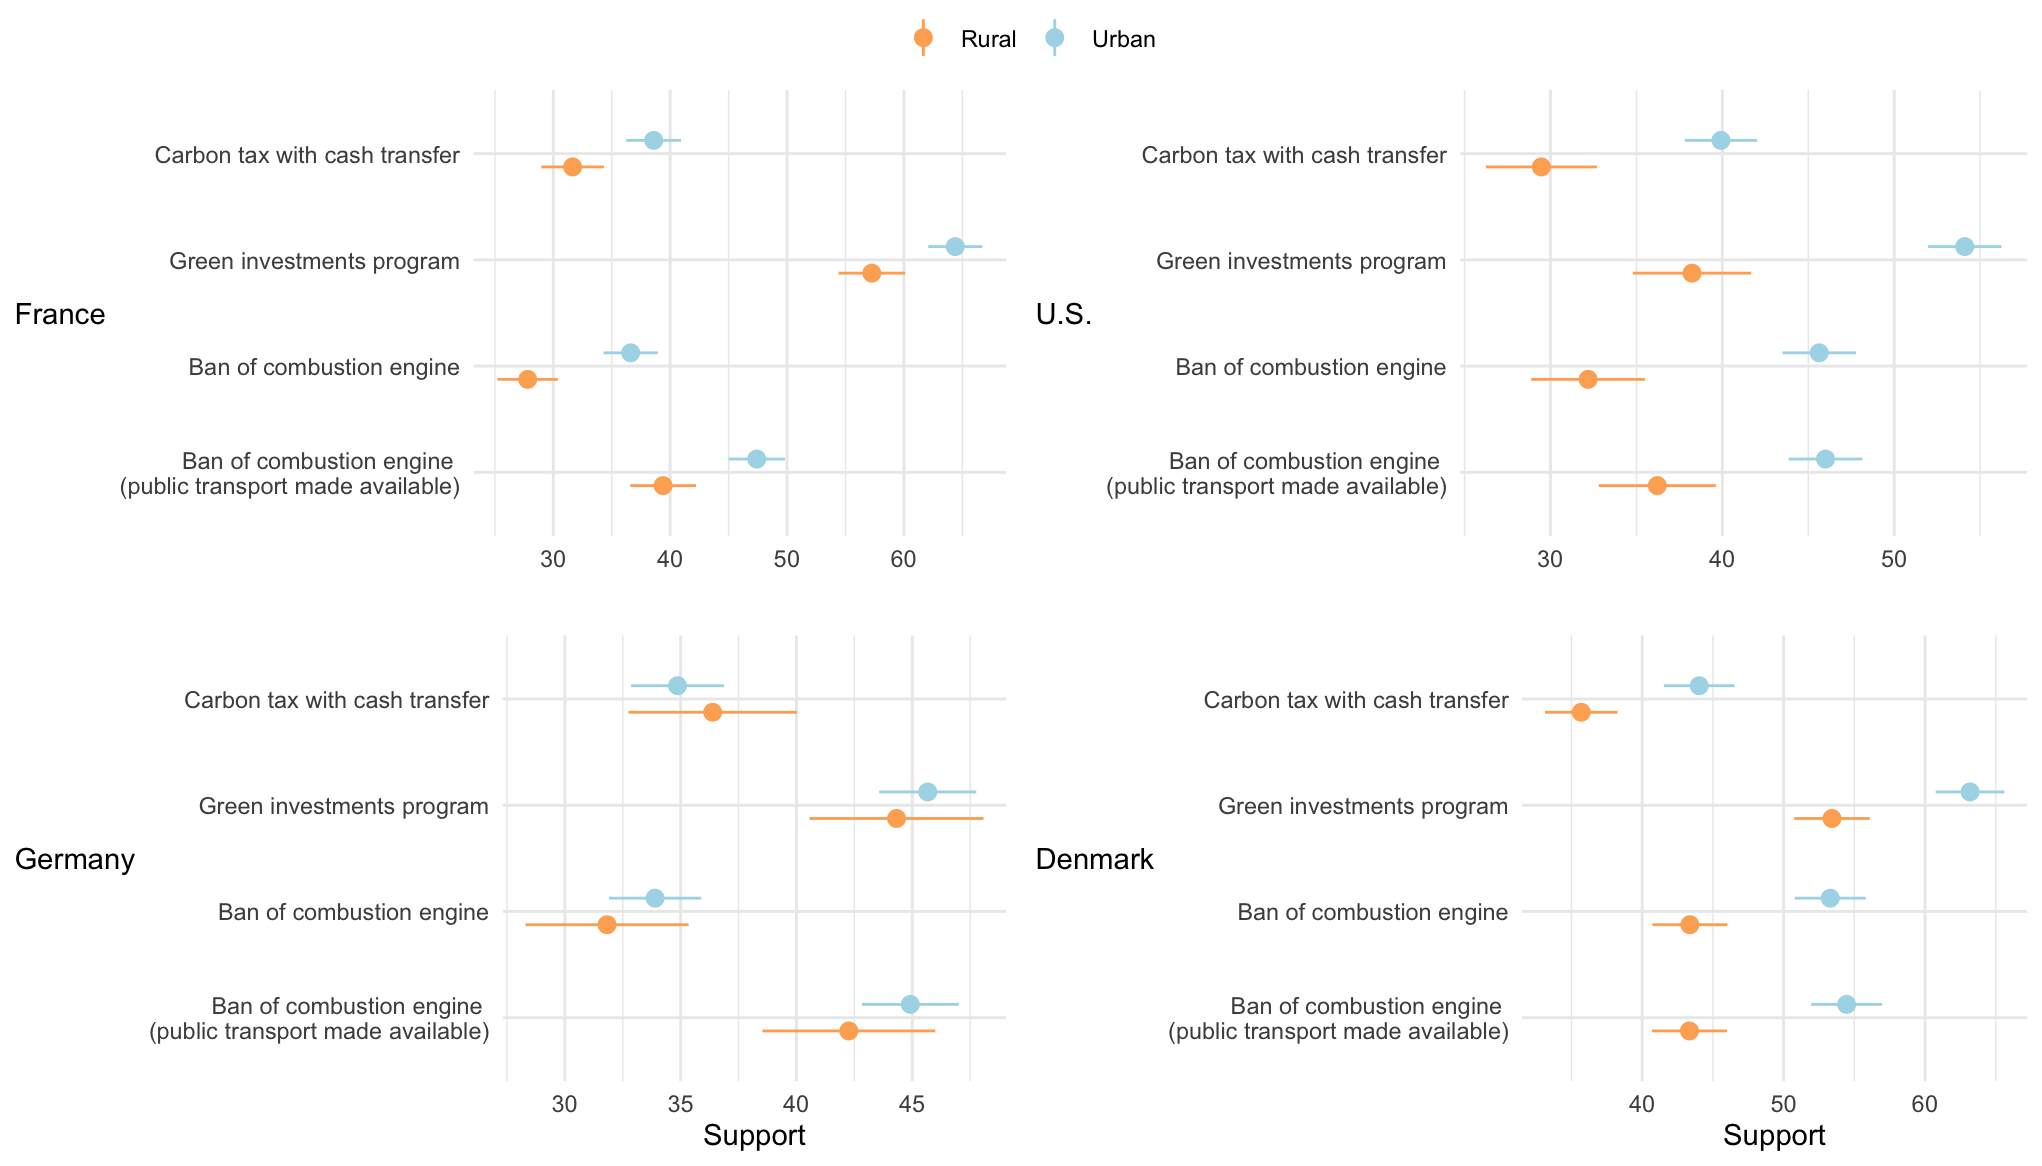 Rural Urban
France
Carbon tax with cash transfer
Green investments program
Ban of combustion engine
Ban of combustion engine
(public transport made available)
30 40 50 60
U.S.
Carbon tax with cash transfer
Green investments program
Ban of combustion engine
Ban of combustion engine
(public transport made available)
30 40 50
Germany
Carbon tax with cash transfer
Green investments program
Ban of combustion engine
Ban of combustion engine
(public transport made available)
30 35 40 45
Support
Denmark
Carbon tax with cash transfer
Green investments program
Ban of combustion engine
Ban of combustion engine
(public transport made available)
40 50 60
Support